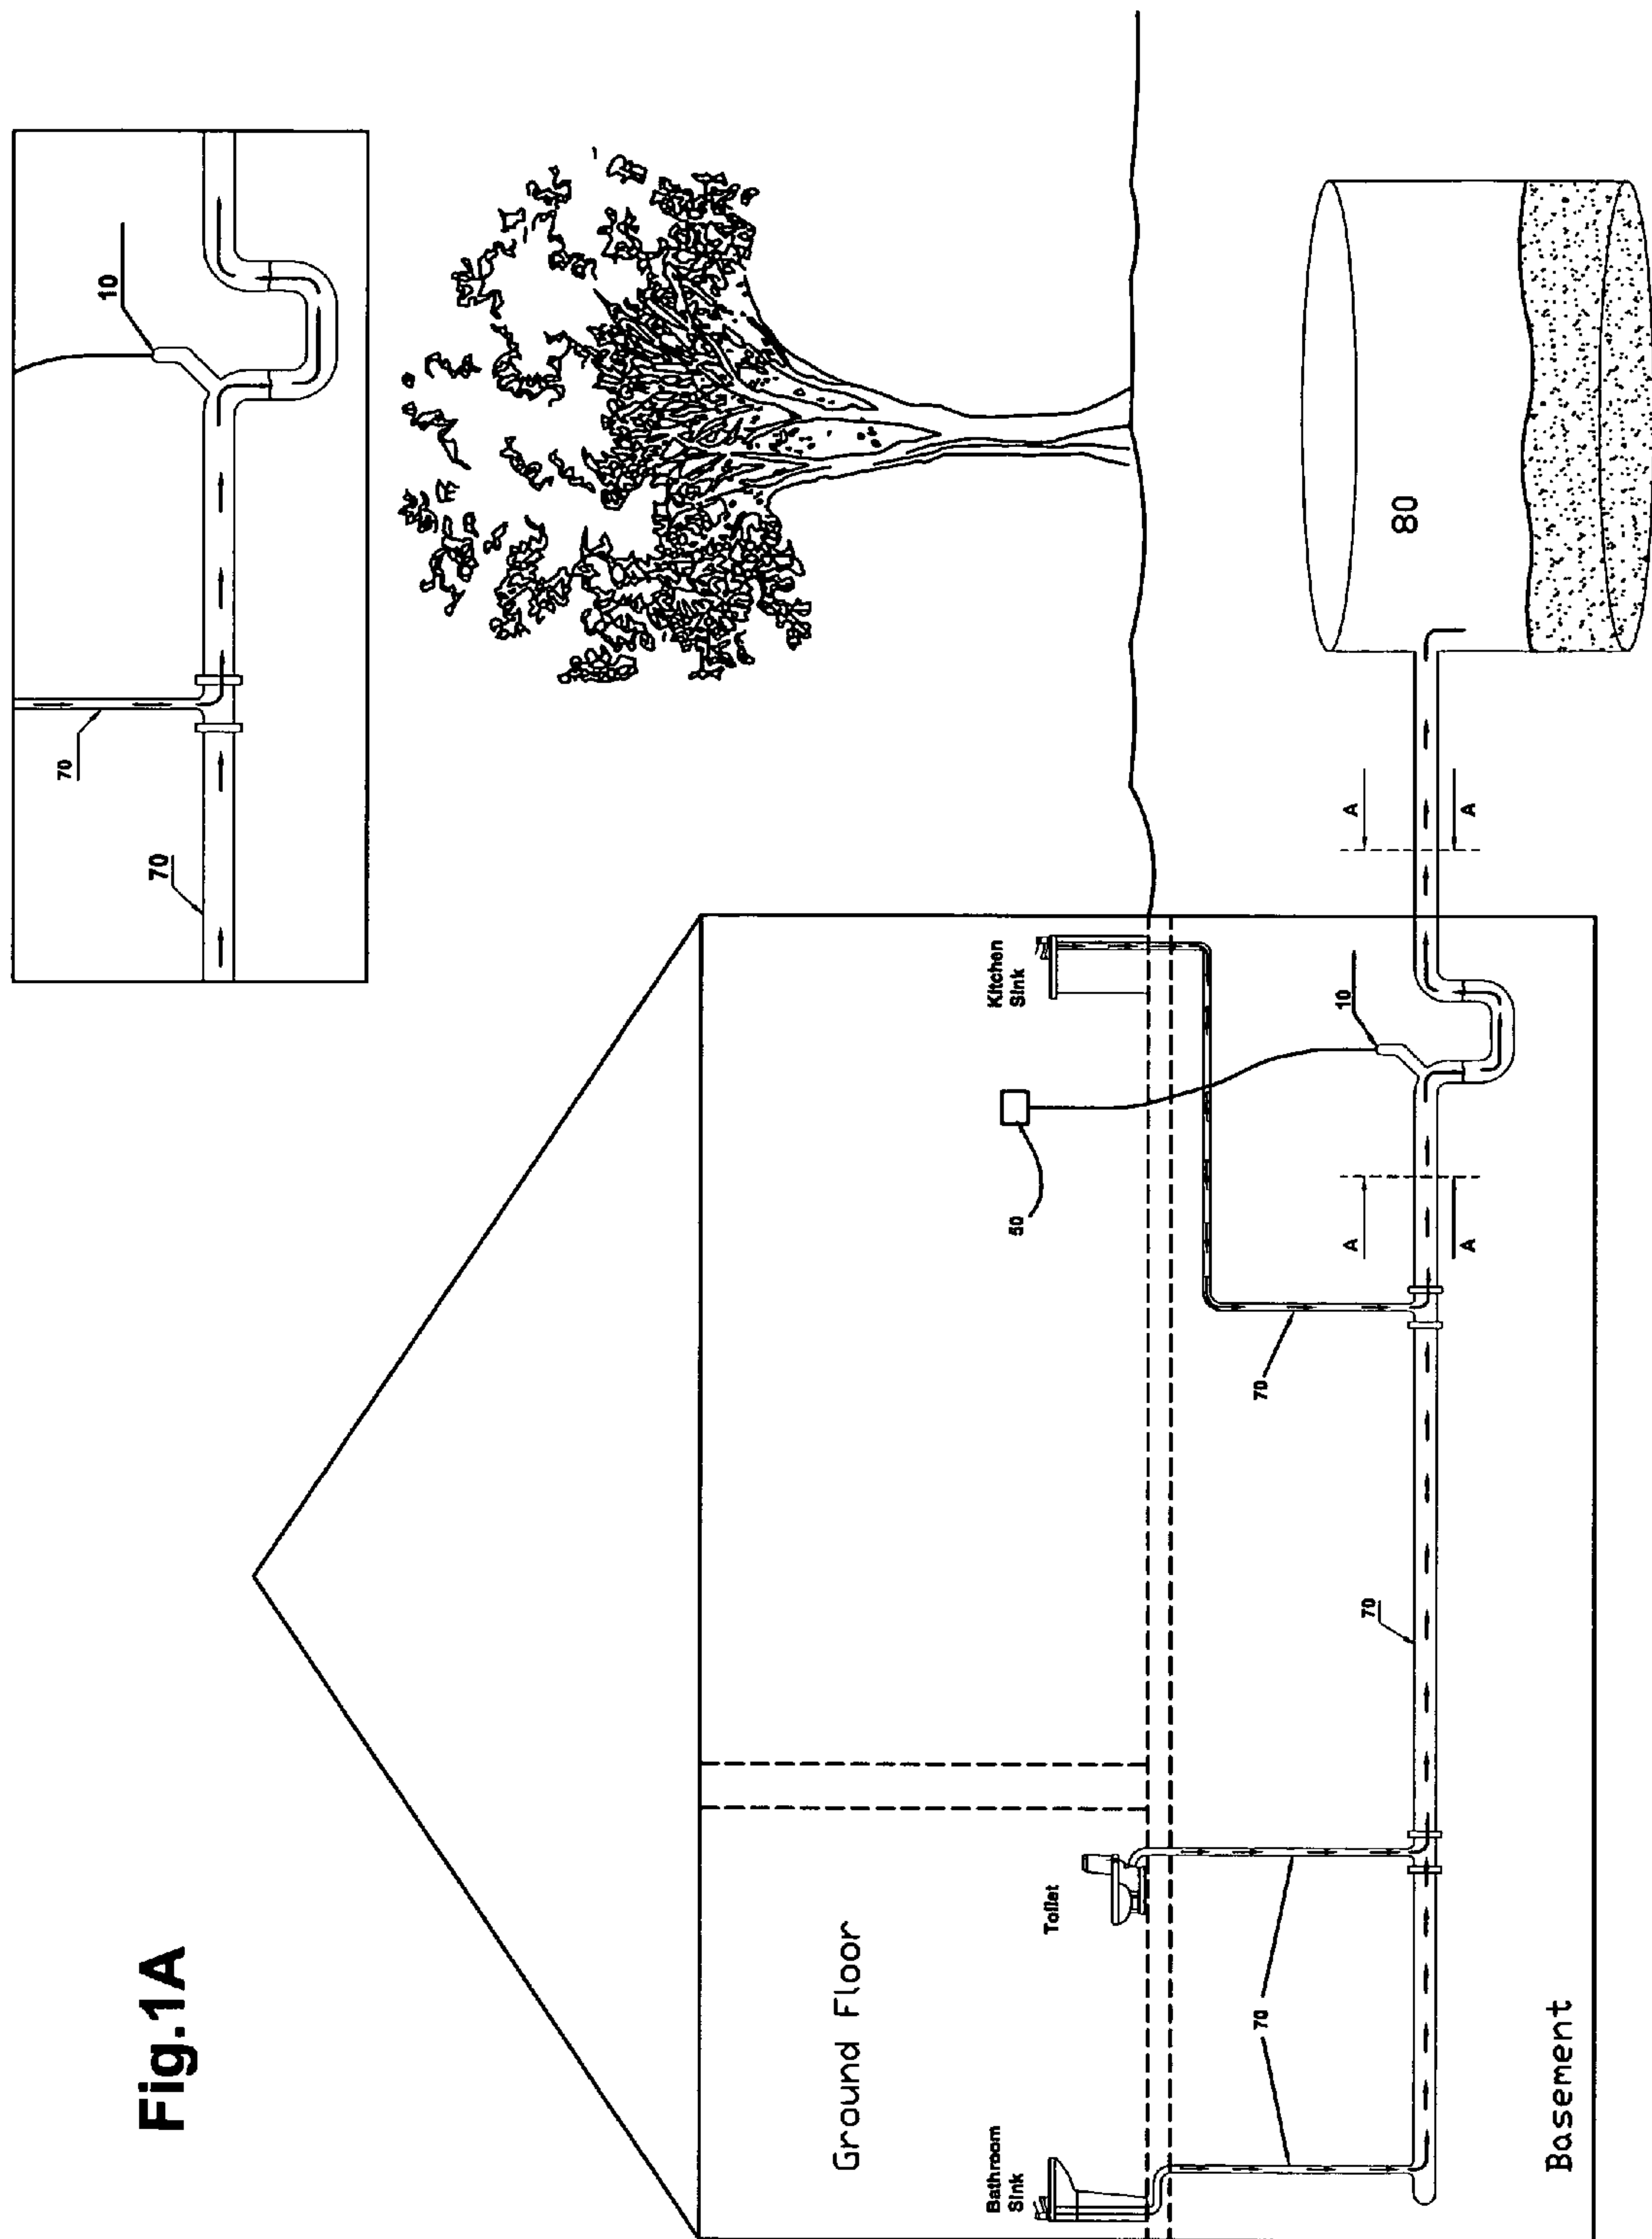 Fig.1A
70
70
10
Ground Floor
Bathroom
Sink
Toilet
50
Kitchen
Sink
70
70
70
A
A
10
A
A
80
Basement